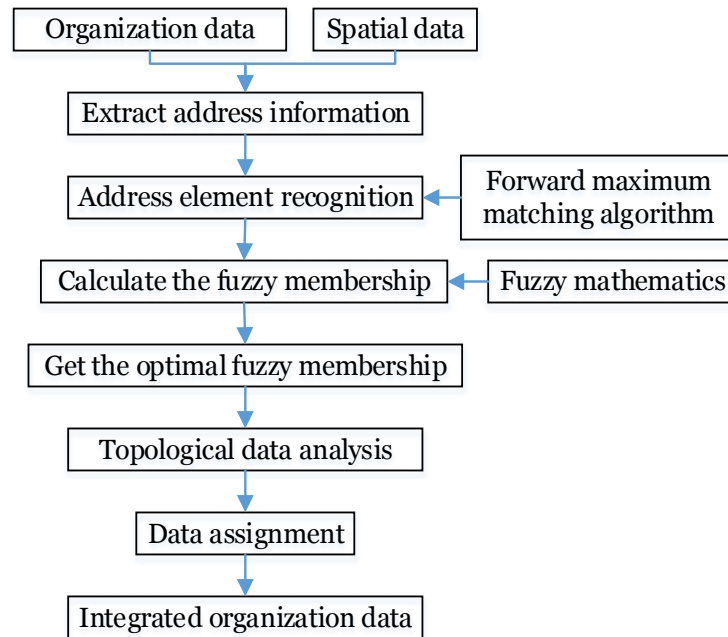 Organization data
Spatial data
Extract address information
Address element recognition
Forward maximum
matching algorithm
Calculate the fuzzy membership
Fuzzy mathematics
Get the optimal fuzzy membership
Topological data analysis
Data assignment
Integrated organization data